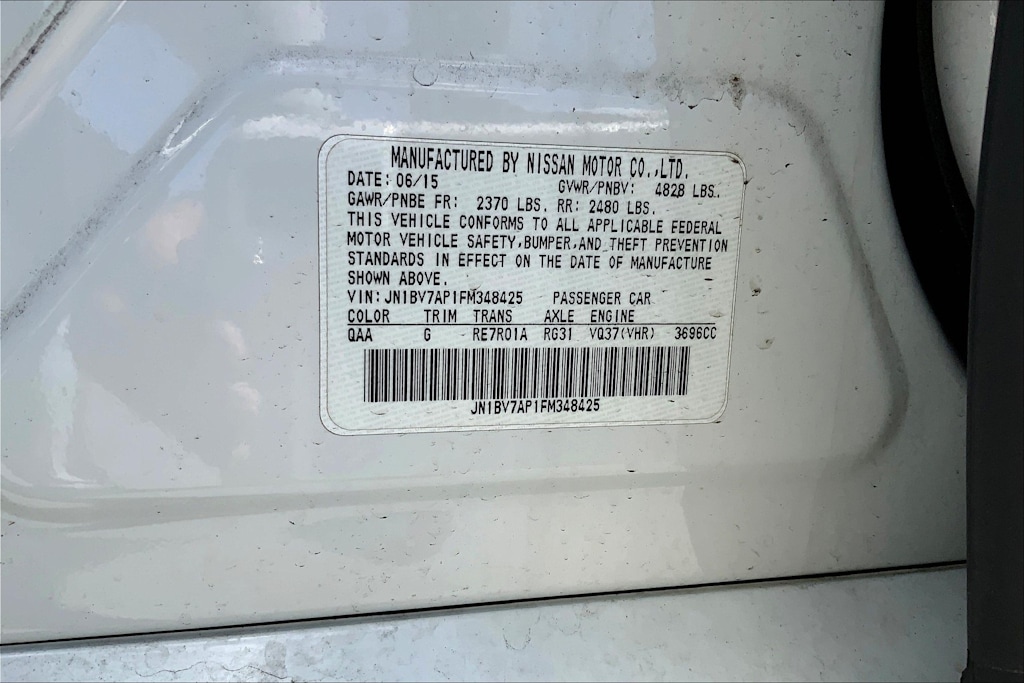 MANUFACTURED BY NISSAN MOTOR CO.,LTD.
DATE: 06/15 GVWR/PNBV: 4828 LBS.
GAWR/PNBE FR: 2370 LBS. RR: 2480 LBS.
THIS VEHICLE CONFORMS TO ALL APPLICABLE FEDERAL
MOTOR VEHICLE SAFETY,BUMPER,AND THEFT PREVENTION
STANDARDS IN EFFECT ON THE DATE OF MANUFACTURE
SHOWN ABOVE.
VIN: JN1BV7AP1FM348425 PASSENGER CAR
COLOR TRIM TRANS AXLE ENGINE
QAA G RE7R01A RG31 VQ37(VHR) 3696CC
JN1BV7AP1FM348425